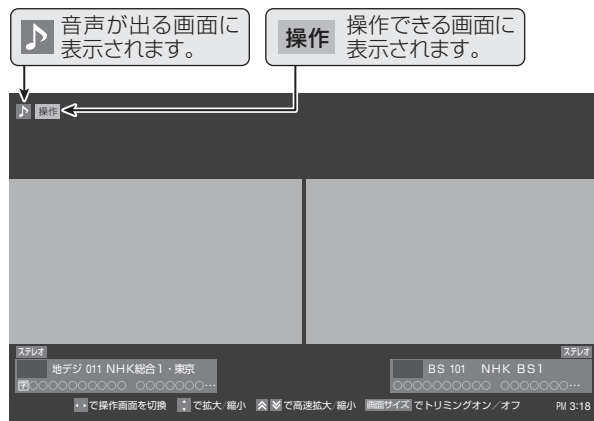 ♪ 音声が出る画面に
表示されます。
操作 操作できる画面に
表示されます。
♪ 操作
ステレオ
地デジ 011 NHK総合1・東京
字○○○○○○○○○○ ○○○○○○○…
ステレオ
BS 101 NHK BS1
○○○○○○○○○○ ○○○○○○○…
で操作画面を切換 で拡大/縮小 で高速拡大/縮小 画面サイズ でトリミングオン/オフ PM 3:18